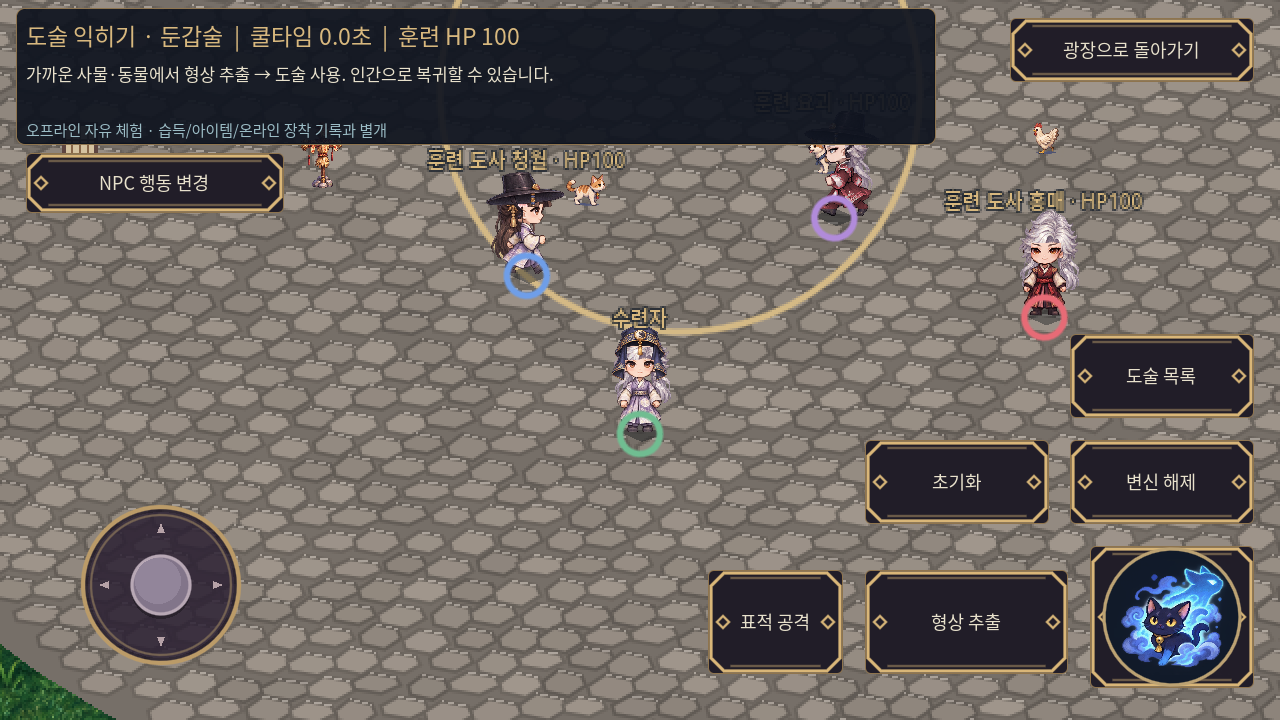 도술 익히기 · 둔갑술 | 쿨타임 0.0초 | 훈련 HP 100
가까운 사물·동물에서 형상 추출 → 도술 사용. 인간으로 복귀할 수 있습니다.
오프라인 자유 체험 · 습득/아이템/온라인 장착 기록과 별개
광장으로 돌아가기
훈련 요괴 · HP100
NPC 행동 변경
훈련 도사 청월 · HP100
훈련 도사 홍매 · HP100
수련자
도술 목록
초기화
변신 해제
표적 공격
형상 추출